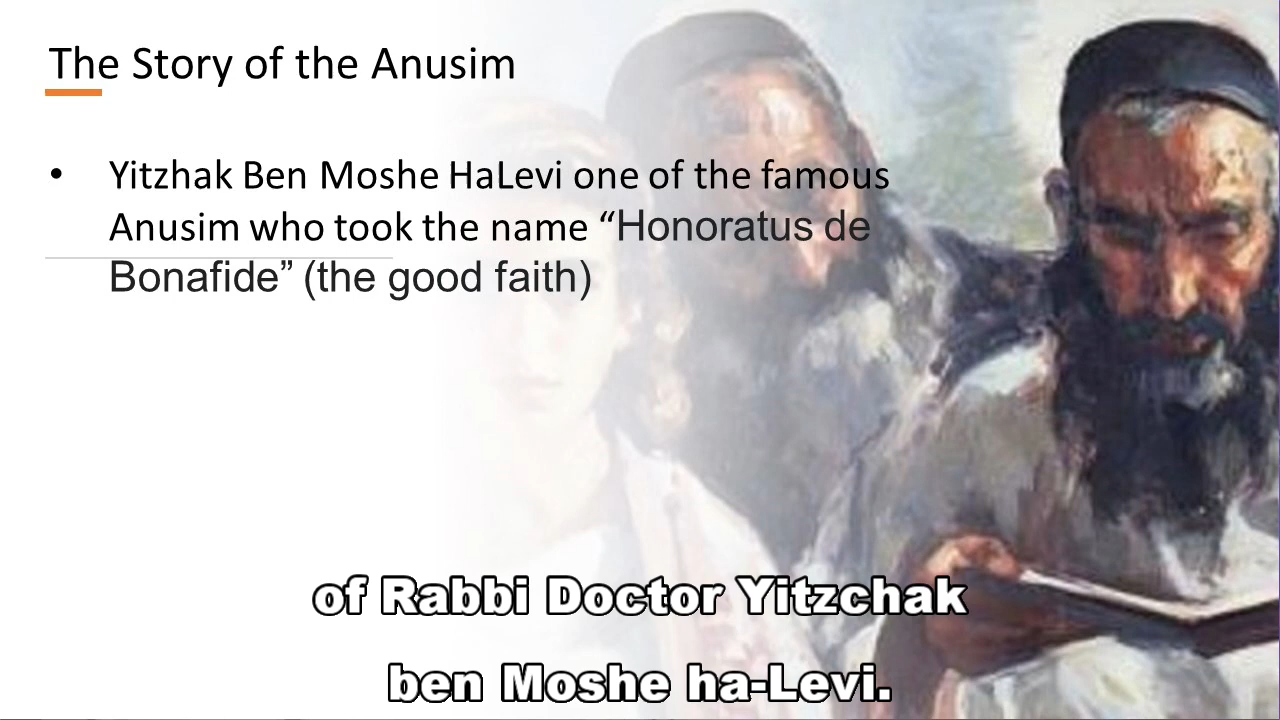 The Story of the Anusim
• Yitzhak Ben Moshe HaLevi one of the famous
Anusim who took the name “Honoratus de
Bonafide” (the good faith)
of Rabbi Doctor Yitzchak
ben Moshe ha-Levi.